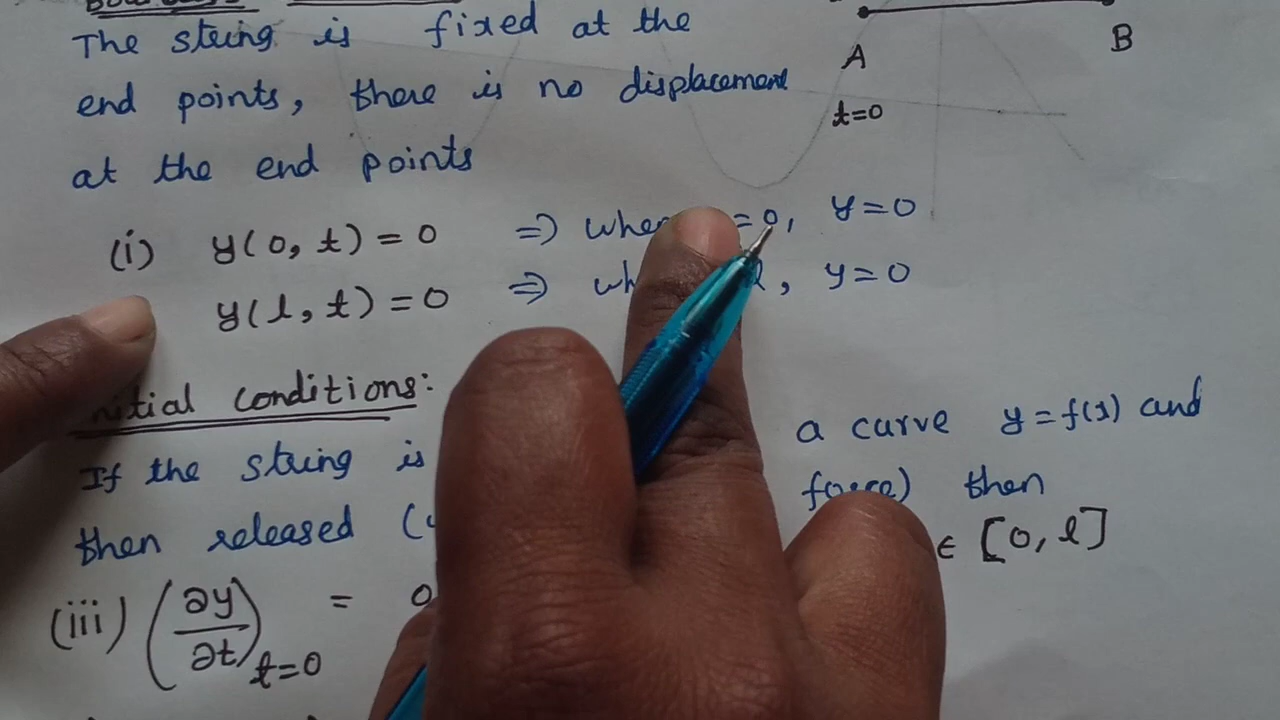 The string is fixed at the
A B
end points, there is no displacement
t=0
at the end points
(i) y(0, t) = 0 ⇒ =0, y=0
y(l, t) = 0 ⇒ l, y=0
conditions:
If the string is a curve y = f(x) and
then released ( force) then
∈ [0, l]
(iii) (∂y/∂t)t=0 = 0